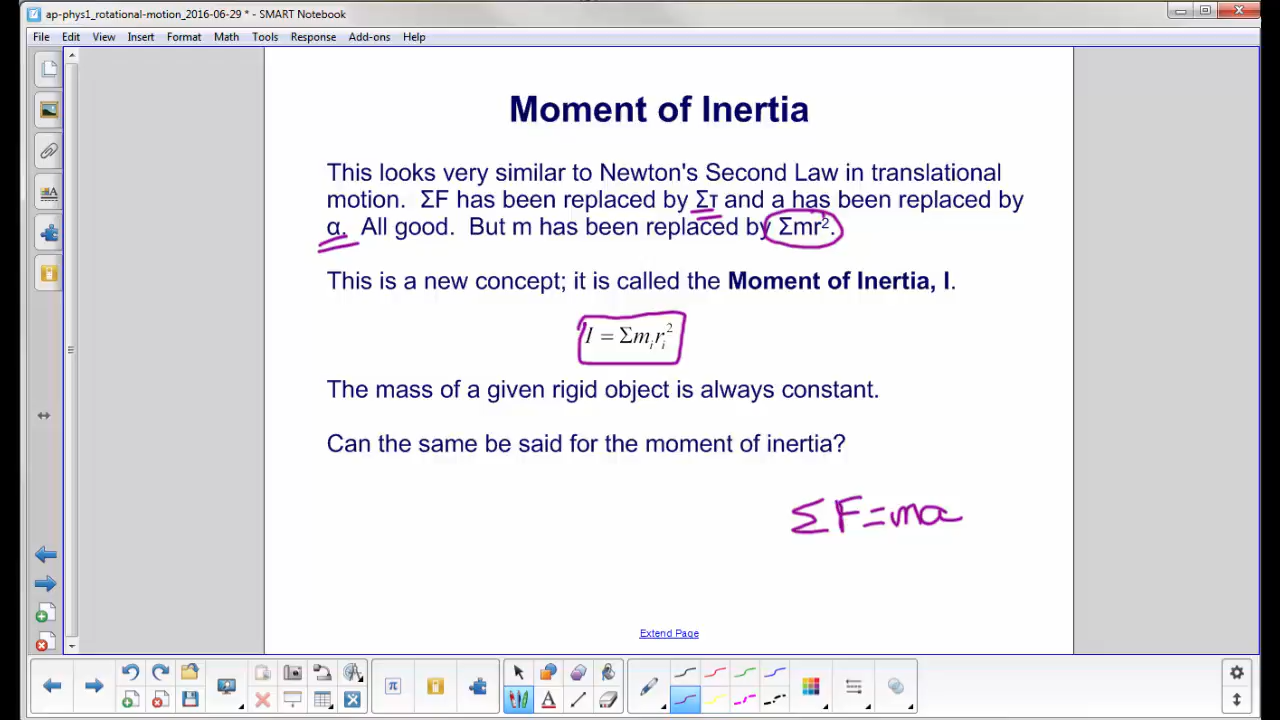 ap-phys1_rotational-motion_2016-06-29 * - SMART Notebook
File Edit View Insert Format Math Tools Response Add-ons Help
Moment of Inertia
This looks very similar to Newton's Second Law in translational
motion. ΣF has been replaced by Στ and a has been replaced by
α. All good. But m has been replaced by Σmr².
This is a new concept; it is called the Moment of Inertia, I.
I = Σmᵢrᵢ²
The mass of a given rigid object is always constant.
Can the same be said for the moment of inertia?
ΣF=ma
Extend Page